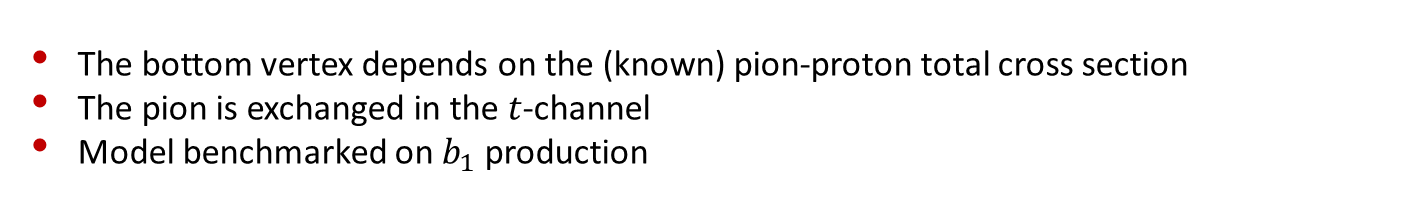 • The bottom vertex depends on the (known) pion-proton total cross section
• The pion is exchanged in the t-channel
• Model benchmarked on b₁ production